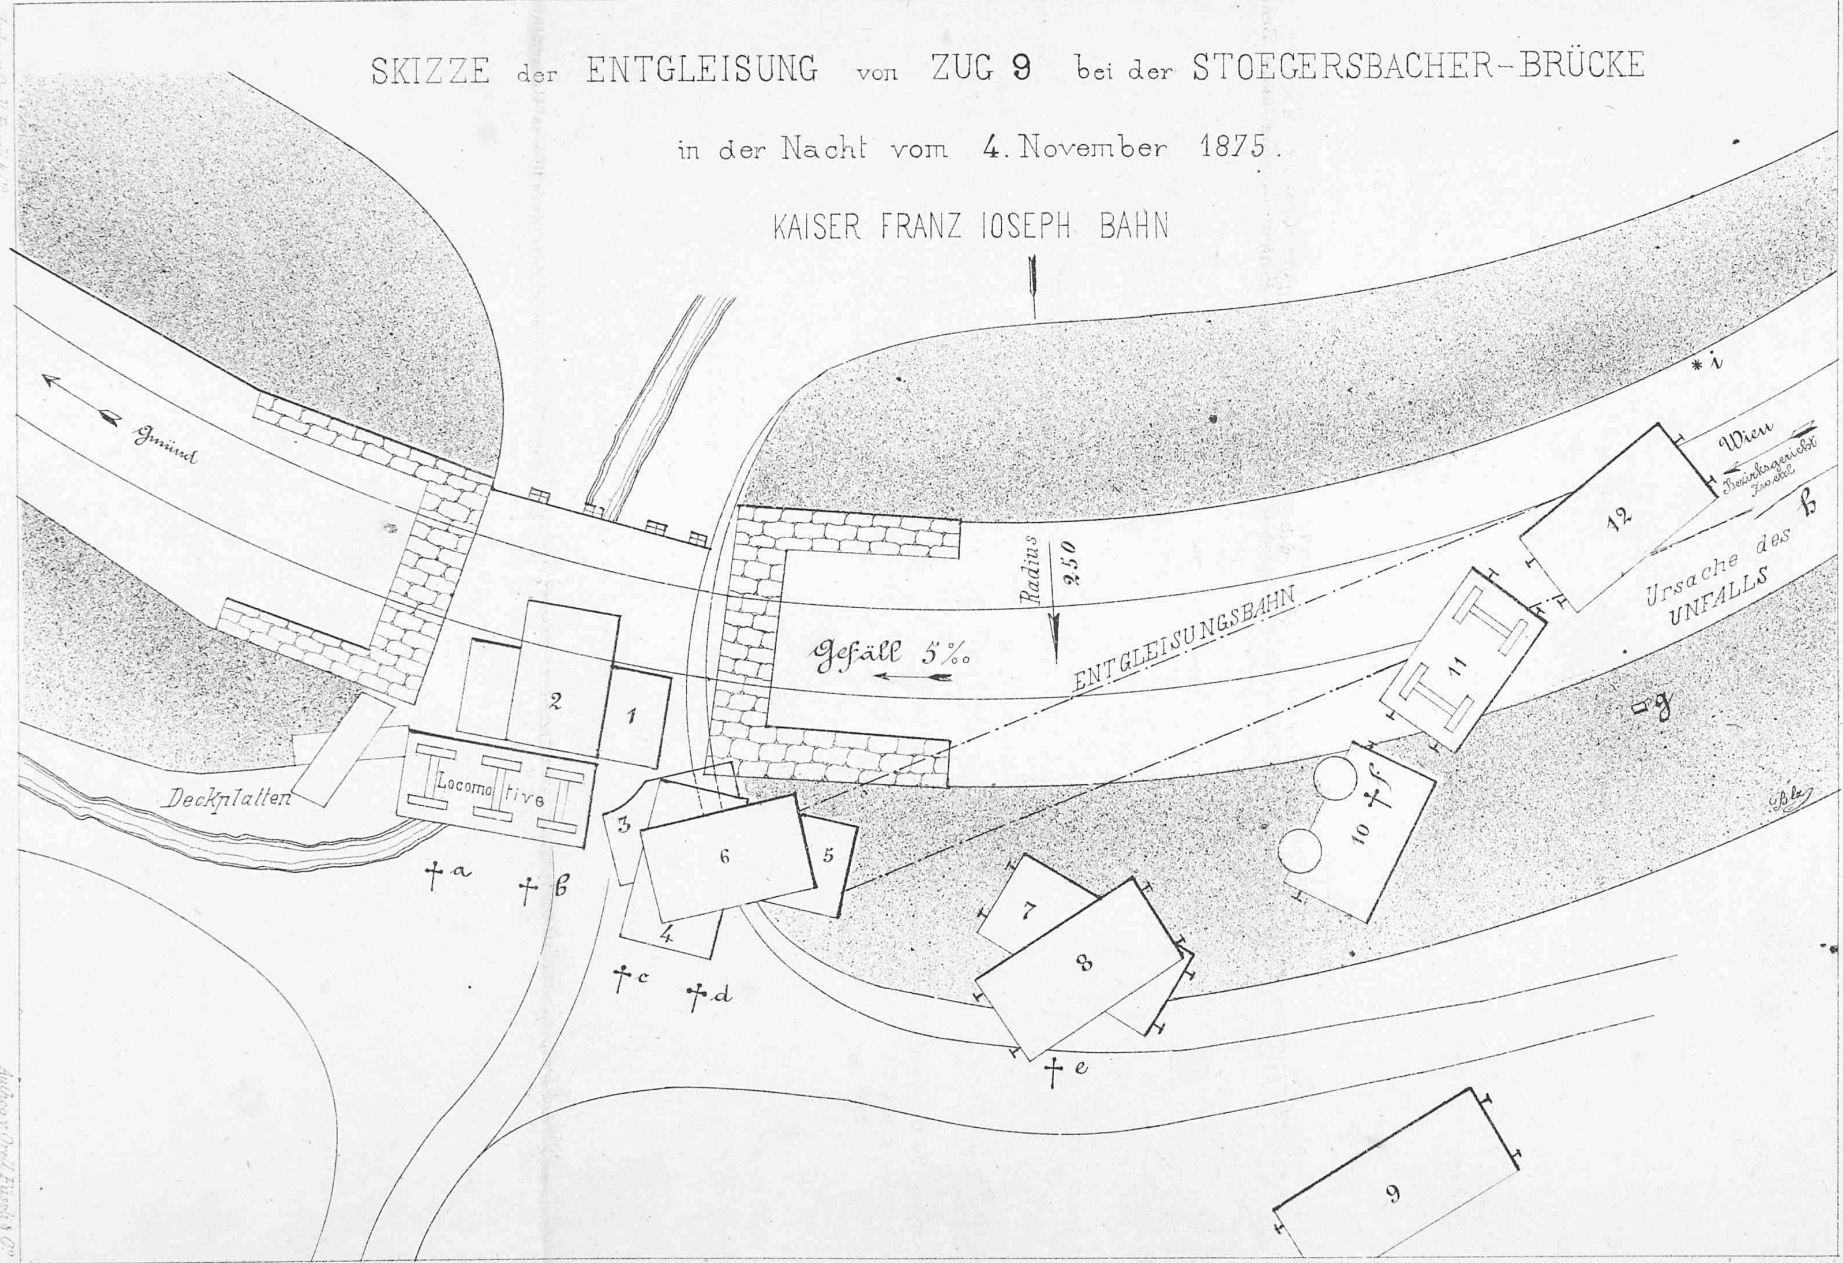 SKIZZE der ENTGLEISUNG von ZUG 9 bei der STOEGERSBACHER-BRÜCKE
in der Nacht vom 4. November 1875.
KAISER FRANZ IOSEPH BAHN
* i
Gmünd
Wien
Bezirksgericht
Zwettl
B
Ursache des
UNFALLS
12
Radius
250
ENTGLEISUNGSBAHN
Gefäll 5‰
11
g
2
1
Deckplatten
Locomotive
3
6
5
10
† f
† a
† b
4
7
8
† c
† d
† e
9